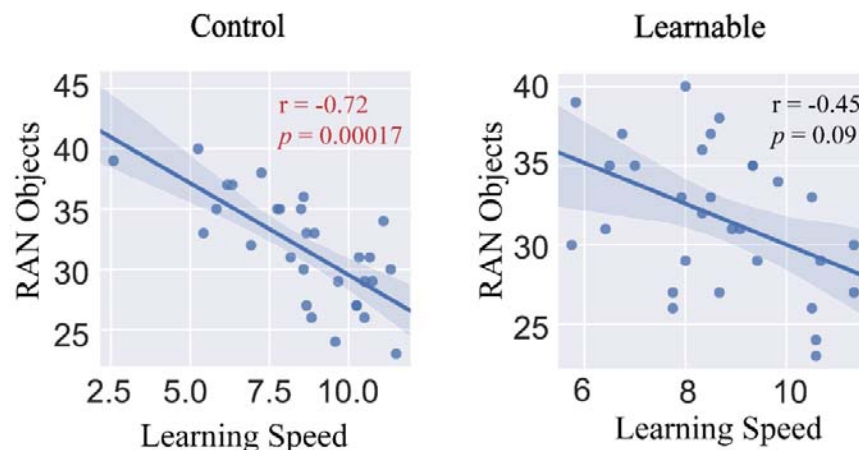 Control
RAN Objects
45
40
35
30
25
r = -0.72
p = 0.00017
2.5 5.0 7.5 10.0
Learning Speed
Learnable
RAN Objects
40
35
30
25
r = -0.45
p = 0.09
6 8 10
Learning Speed